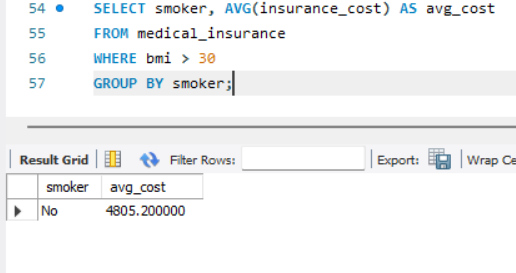 54 SELECT smoker, AVG(insurance_cost) AS avg_cost
55 FROM medical_insurance
56 WHERE bmi > 30
57 GROUP BY smoker;
Result Grid Filter Rows: Export: Wrap Ce
smoker avg_cost
No 4805.200000